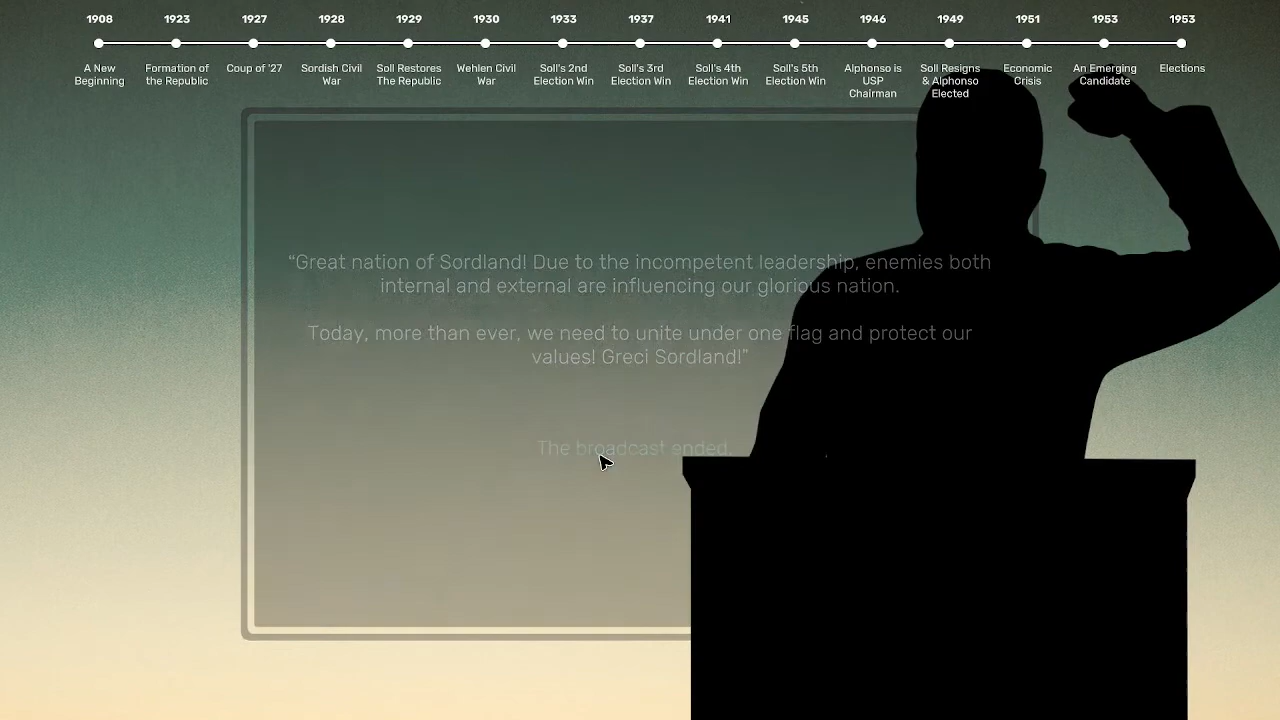 1908 1923 1927 1928 1929 1930 1933 1937 1941 1945 1946 1949 1951 1953 1953
A New Beginning
Formation of the Republic
Coup of '27
Sordish Civil War
Soll Restores The Republic
Wehlen Civil War
Soll's 2nd Election Win
Soll's 3rd Election Win
Soll's 4th Election Win
Soll's 5th Election Win
Alphonso is USP Chairman
Soll Resigns & Alphonso Elected
Economic Crisis
An Emerging Candidate
Elections
“Great nation of Sordland! Due to the incompetent leadership, enemies both
internal and external are influencing our glorious nation.
Today, more than ever, we need to unite under one flag and protect our
values! Greci Sordland!”
The broadcast ended.